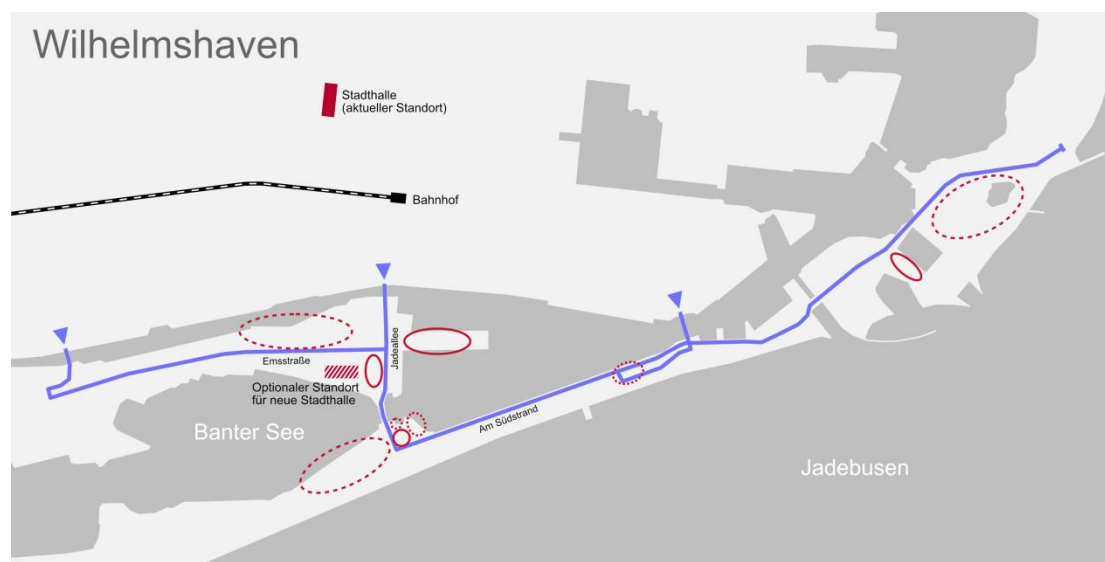 Wilhelmshaven
Stadthalle
(aktueller Standort)
Bahnhof
Jadeallee
Emsstraße
Optionaler Standort
für neue Stadthalle
Am Südstrand
Banter See
Jadebusen